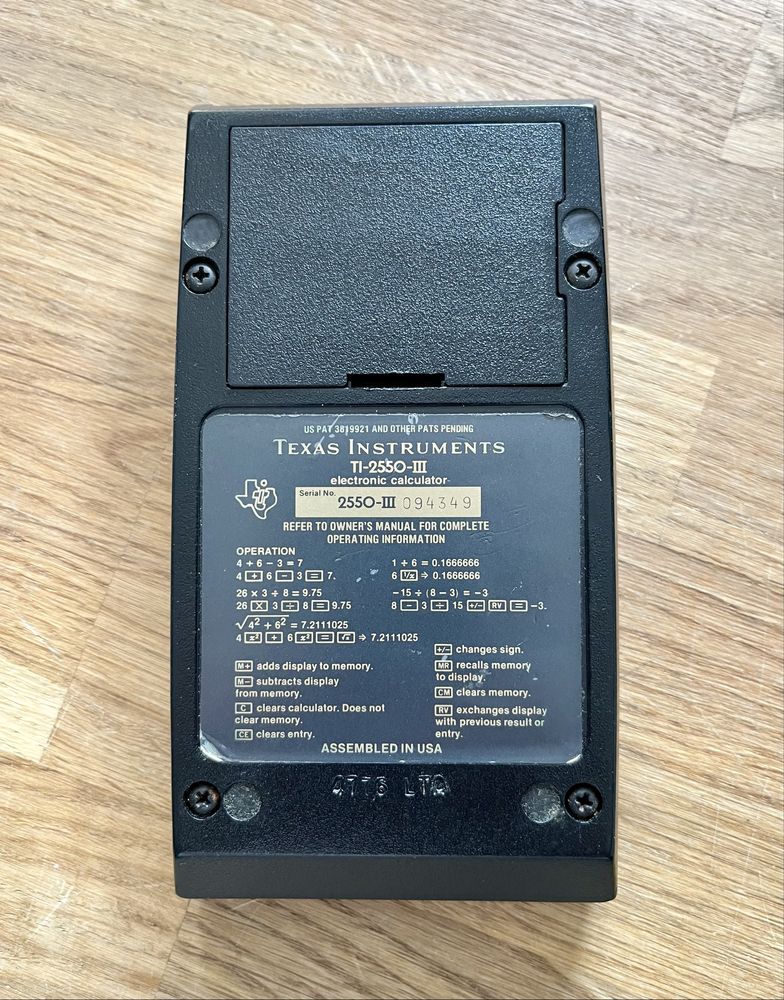 US PAT 3819921 AND OTHER PATS PENDING
TEXAS INSTRUMENTS
TI-2550-III
electronic calculator
Serial No. 2550-III 094349
REFER TO OWNER'S MANUAL FOR COMPLETE
OPERATING INFORMATION
OPERATION
4 + 6 − 3 = 7
4 + 6 − 3 = 7.
26 × 3 ÷ 8 = 9.75
26 X 3 ÷ 8 = 9.75
√4² + 6² = 7.2111025
4 x² + 6 x² = √x ⇒ 7.2111025
1 ÷ 6 = 0.1666666
6 1/x ⇒ 0.1666666
−15 ÷ (8 − 3) = −3
8 − 3 ÷ 15 +/− RV = −3.
M+ adds display to memory.
M− subtracts display
from memory.
C clears calculator. Does not
clear memory.
CE clears entry.
+/− changes sign.
MR recalls memory
to display.
CM clears memory.
RV exchanges display
with previous result or
entry.
ASSEMBLED IN USA
4776 LTA